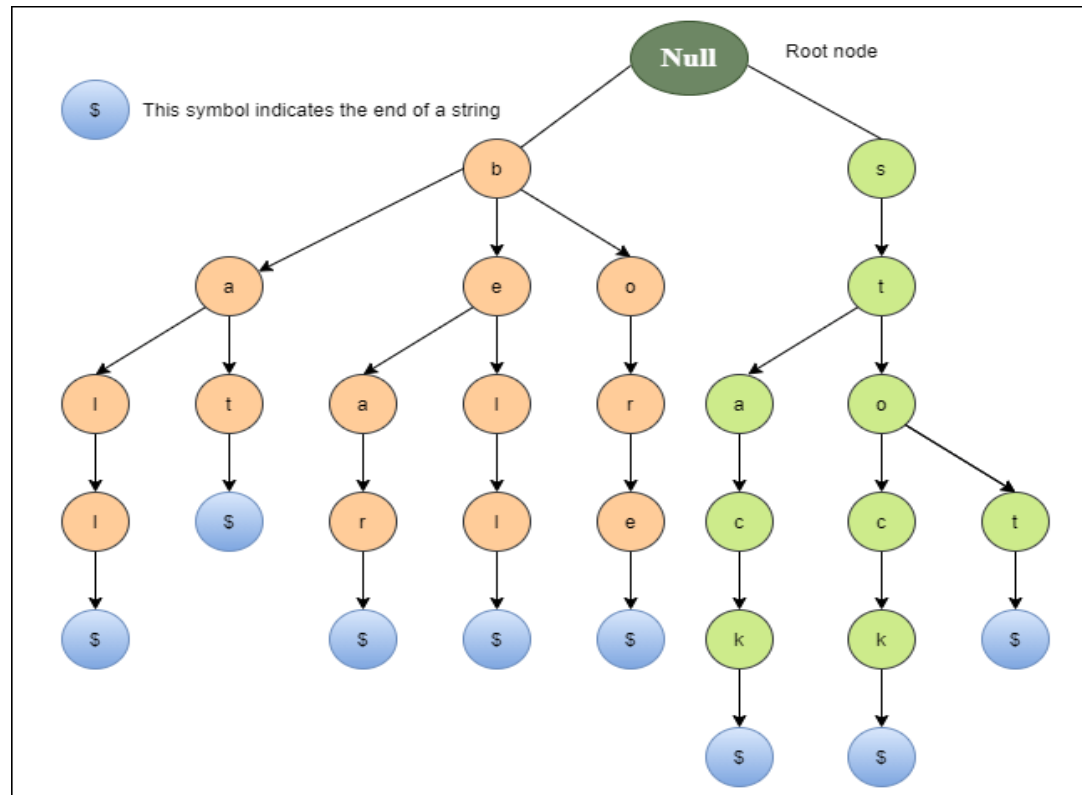 Null
Root node
$ This symbol indicates the end of a string
b s
a e o t
l t a l r a o
l $ r l e c c t
$ $ $ $ k k $
$ $